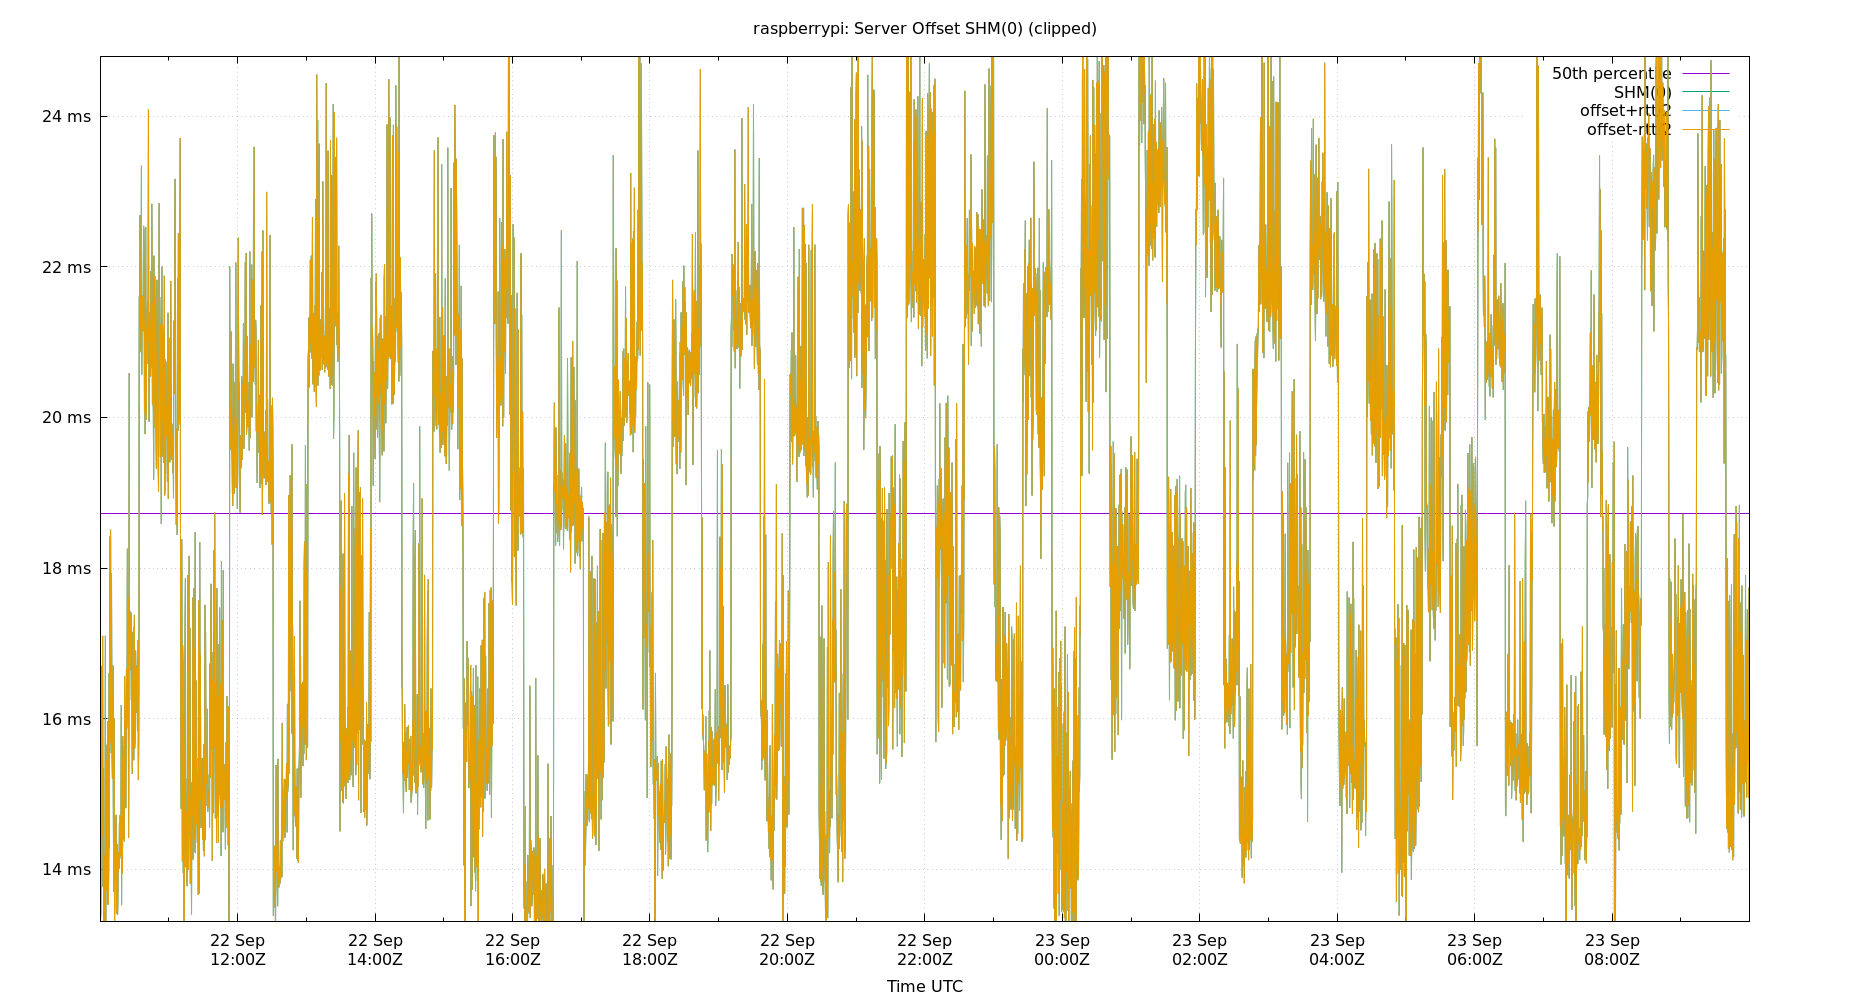 raspberrypi: Server Offset SHM(0) (clipped)
50th percentile
SHM(0)
offset+rtt/2
offset-rtt/2
24 ms
22 ms
20 ms
18 ms
16 ms
14 ms
22 Sep 22 Sep 22 Sep 22 Sep 22 Sep 22 Sep 23 Sep 23 Sep 23 Sep 23 Sep 23 Sep
12:00Z 14:00Z 16:00Z 18:00Z 20:00Z 22:00Z 00:00Z 02:00Z 04:00Z 06:00Z 08:00Z
Time UTC